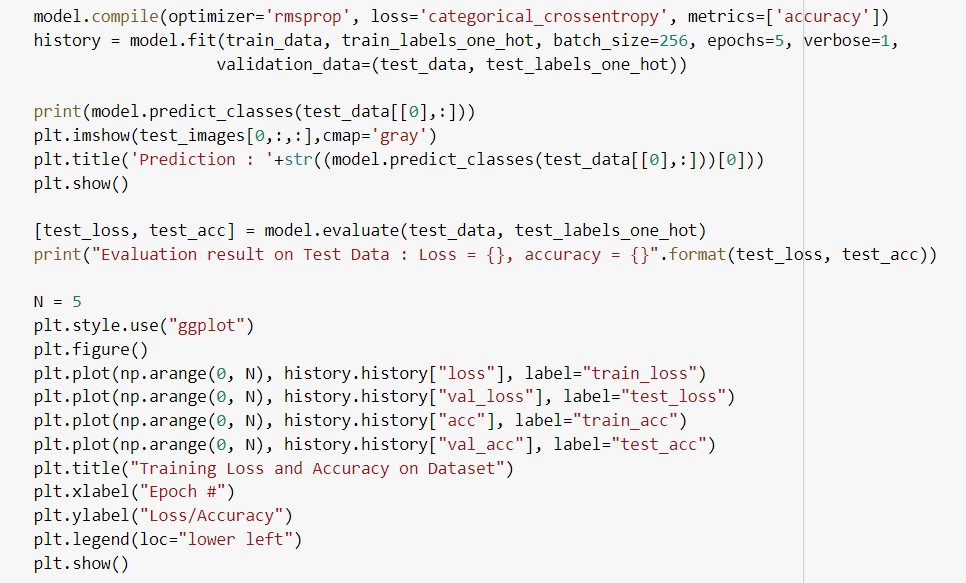 model.compile(optimizer='rmsprop', loss='categorical_crossentropy', metrics=['accuracy'])
history = model.fit(train_data, train_labels_one_hot, batch_size=256, epochs=5, verbose=1,
validation_data=(test_data, test_labels_one_hot))
print(model.predict_classes(test_data[[0],:]))
plt.imshow(test_images[0,:,:],cmap='gray')
plt.title('Prediction : '+str((model.predict_classes(test_data[[0],:]))[0]))
plt.show()
[test_loss, test_acc] = model.evaluate(test_data, test_labels_one_hot)
print("Evaluation result on Test Data : Loss = {}, accuracy = {}".format(test_loss, test_acc))
N = 5
plt.style.use("ggplot")
plt.figure()
plt.plot(np.arange(0, N), history.history["loss"], label="train_loss")
plt.plot(np.arange(0, N), history.history["val_loss"], label="test_loss")
plt.plot(np.arange(0, N), history.history["acc"], label="train_acc")
plt.plot(np.arange(0, N), history.history["val_acc"], label="test_acc")
plt.title("Training Loss and Accuracy on Dataset")
plt.xlabel("Epoch #")
plt.ylabel("Loss/Accuracy")
plt.legend(loc="lower left")
plt.show()